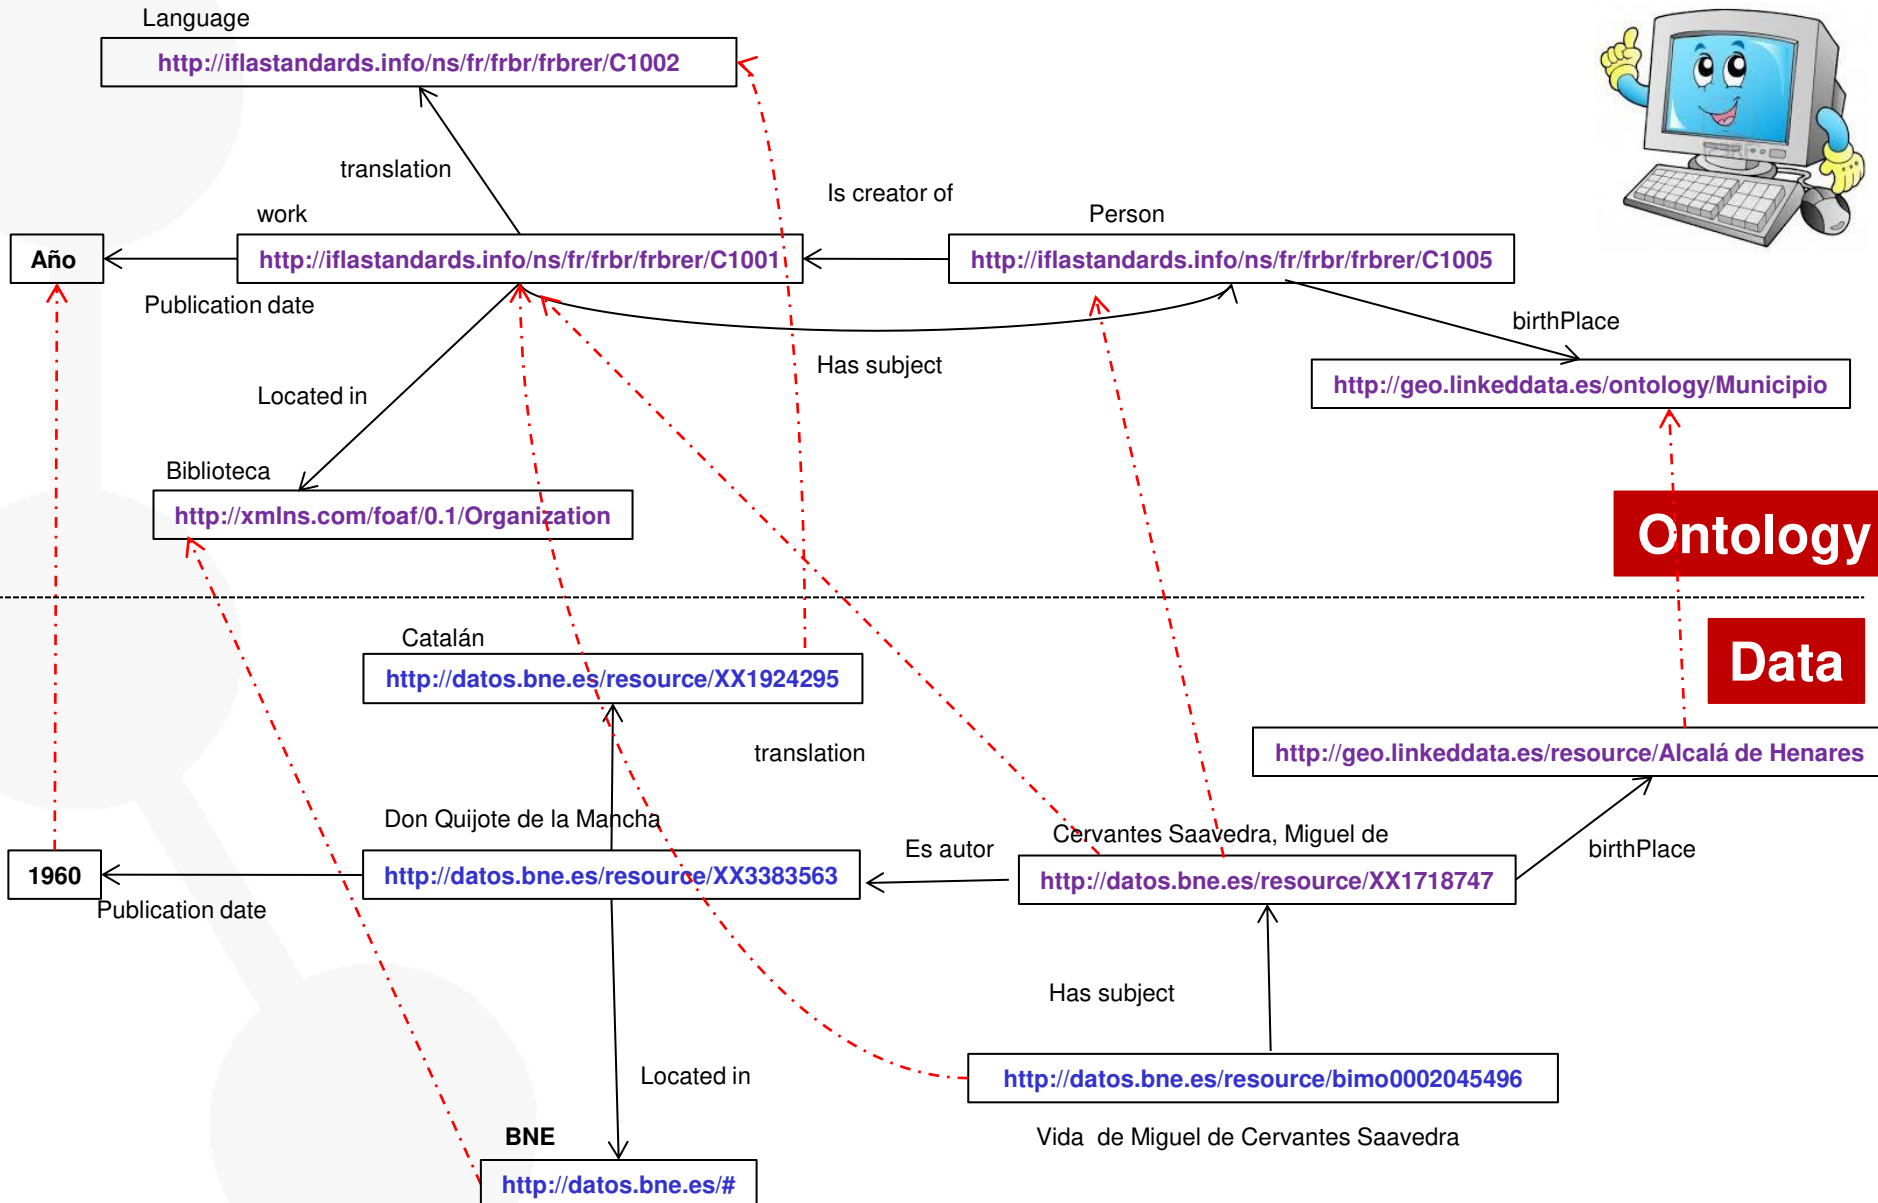 Language
http://iflastandards.info/ns/fr/frbr/frbrer/C1002
translation
Is creator of
work
Person
Año
http://iflastandards.info/ns/fr/frbr/frbrer/C1001
http://iflastandards.info/ns/fr/frbr/frbrer/C1005
Publication date
birthPlace
Has subject
http://geo.linkeddata.es/ontology/Municipio
Located in
Biblioteca
http://xmlns.com/foaf/0.1/Organization
Ontology
Catalán
Data
http://datos.bne.es/resource/XX1924295
translation
http://geo.linkeddata.es/resource/Alcalá de Henares
Don Quijote de la Mancha
Cervantes Saavedra, Miguel de
Es autor
birthPlace
1960
http://datos.bne.es/resource/XX3383563
http://datos.bne.es/resource/XX1718747
Publication date
Has subject
Located in
http://datos.bne.es/resource/bimo0002045496
BNE
Vida de Miguel de Cervantes Saavedra
http://datos.bne.es/#